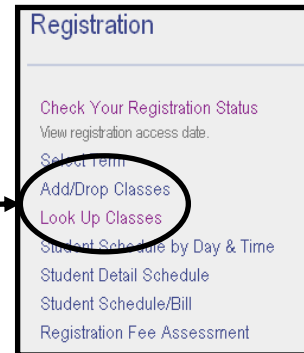 Registration
Check Your Registration Status
View registration access date.
Select Term
Add/Drop Classes
Look Up Classes
Student Schedule by Day & Time
Student Detail Schedule
Student Schedule/Bill
Registration Fee Assessment